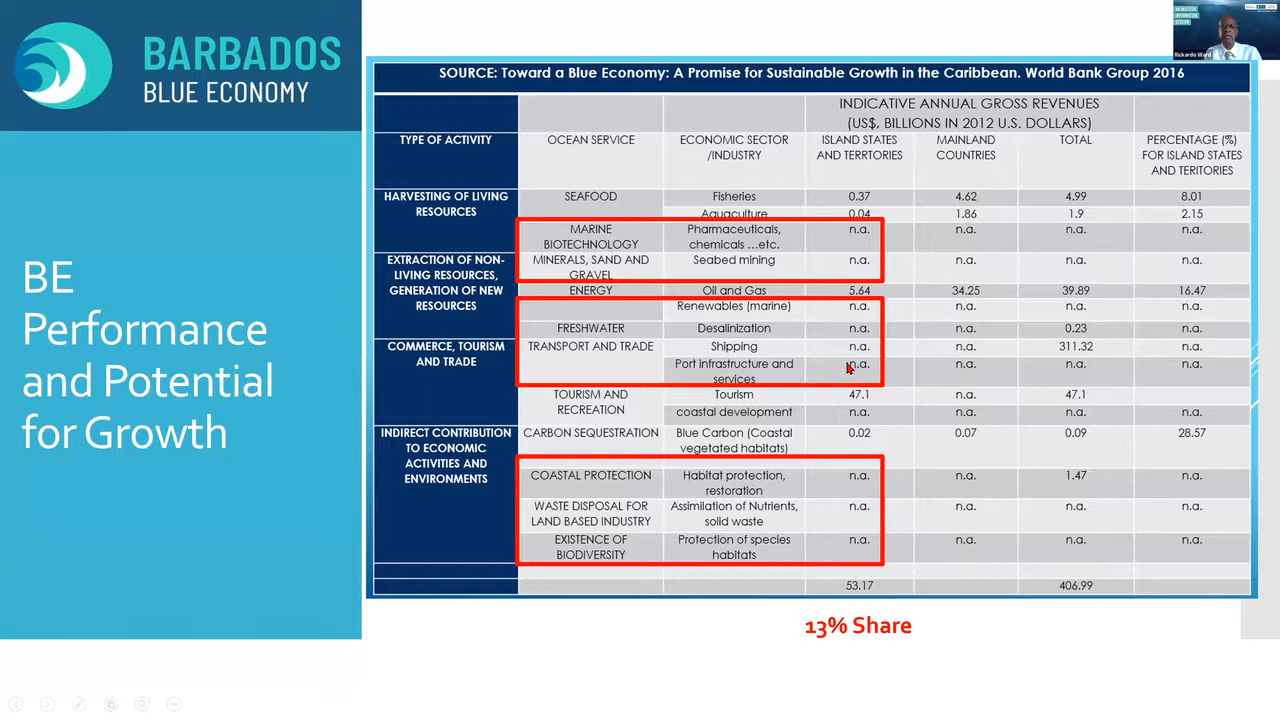 BARBADOS
BLUE ECONOMY
BE
Performance
and Potential
for Growth
Rickardo Ward
AN INVESTOR
INFORMATION
SESSION
SOURCE: Toward a Blue Economy: A Promise for Sustainable Growth in the Caribbean. World Bank Group 2016
INDICATIVE ANNUAL GROSS REVENUES
(US$, BILLIONS IN 2012 U.S. DOLLARS)
TYPE OF ACTIVITY OCEAN SERVICE ECONOMIC SECTOR ISLAND STATES MAINLAND TOTAL PERCENTAGE (%)
/INDUSTRY AND TERRTORIES COUNTRIES FOR ISLAND STATES
AND TERITORIES
HARVESTING OF LIVING SEAFOOD Fisheries 0.37 4.62 4.99 8.01
RESOURCES Aquaculture 0.04 1.86 1.9 2.15
MARINE Pharmaceuticals, n.a. n.a. n.a. n.a.
BIOTECHNOLOGY chemicals ...etc.
EXTRACTION OF NON- MINERALS, SAND AND Seabed mining n.a. n.a. n.a. n.a.
LIVING RESOURCES, GRAVEL
GENERATION OF NEW ENERGY Oil and Gas 5.64 34.25 39.89 16.47
RESOURCES Renewables (marine) n.a. n.a. n.a. n.a.
FRESHWATER Desalinization n.a. n.a. 0.23 n.a.
COMMERCE, TOURISM TRANSPORT AND TRADE Shipping n.a. n.a. 311.32 n.a.
AND TRADE Port infrastructure and n.a. n.a. n.a. n.a.
services
TOURISM AND Tourism 47.1 n.a. 47.1
RECREATION coastal development n.a. n.a. n.a. n.a.
INDIRECT CONTRIBUTION CARBON SEQUESTRATION Blue Carbon (Coastal 0.02 0.07 0.09 28.57
TO ECONOMIC vegetated habitats)
ACTIVITIES AND
ENVIRONMENTS COASTAL PROTECTION Habitat protection, n.a. n.a. 1.47 n.a.
restoration
WASTE DISPOSAL FOR Assimilation of Nutrients, n.a. n.a. n.a. n.a.
LAND BASED INDUSTRY solid waste
EXISTENCE OF Protection of species n.a. n.a. n.a. n.a.
BIODIVERSITY habitats
53.17 406.99
13% Share